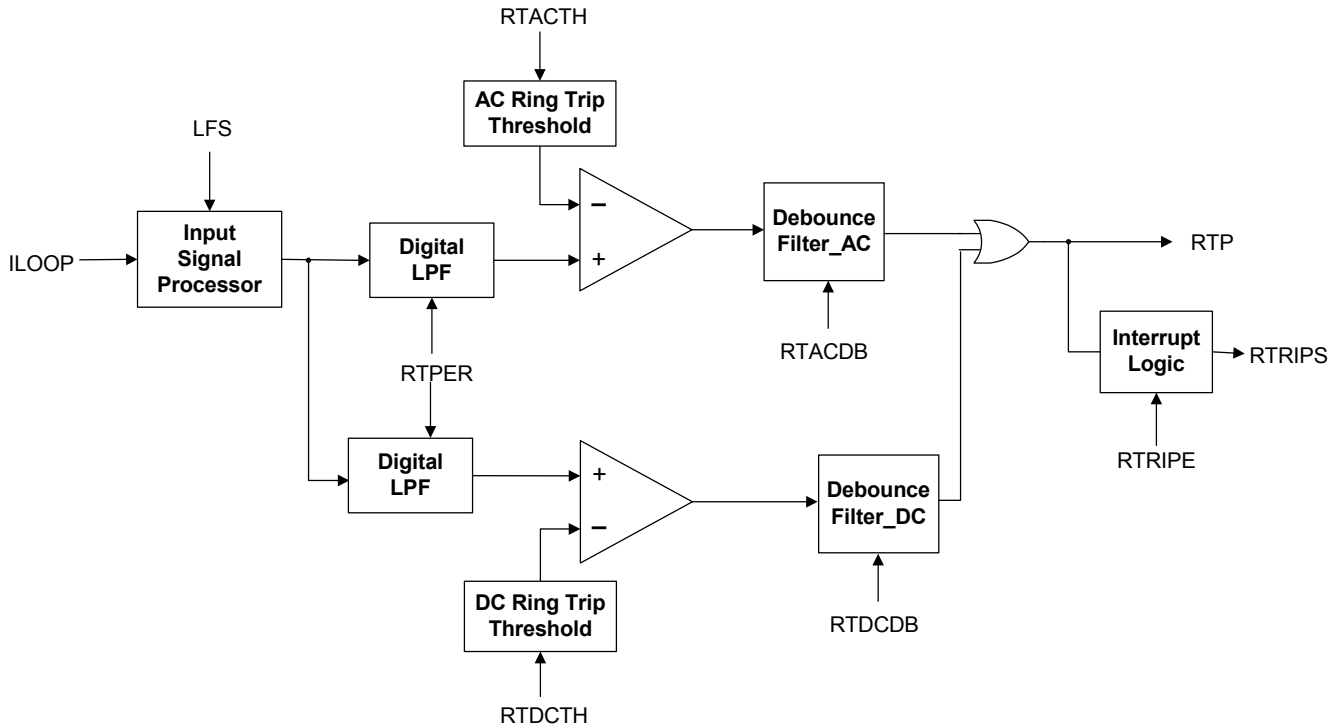 RTACTH
AC Ring Trip
Threshold
LFS
Input
Signal
Processor
ILOOP
Digital
LPF
−
+
Debounce
Filter_AC
RTP
RTACDB
Interrupt
Logic
RTRIPS
RTPER
RTRIPE
Digital
LPF
+
−
Debounce
Filter_DC
DC Ring Trip
Threshold
RTDCDB
RTDCTH